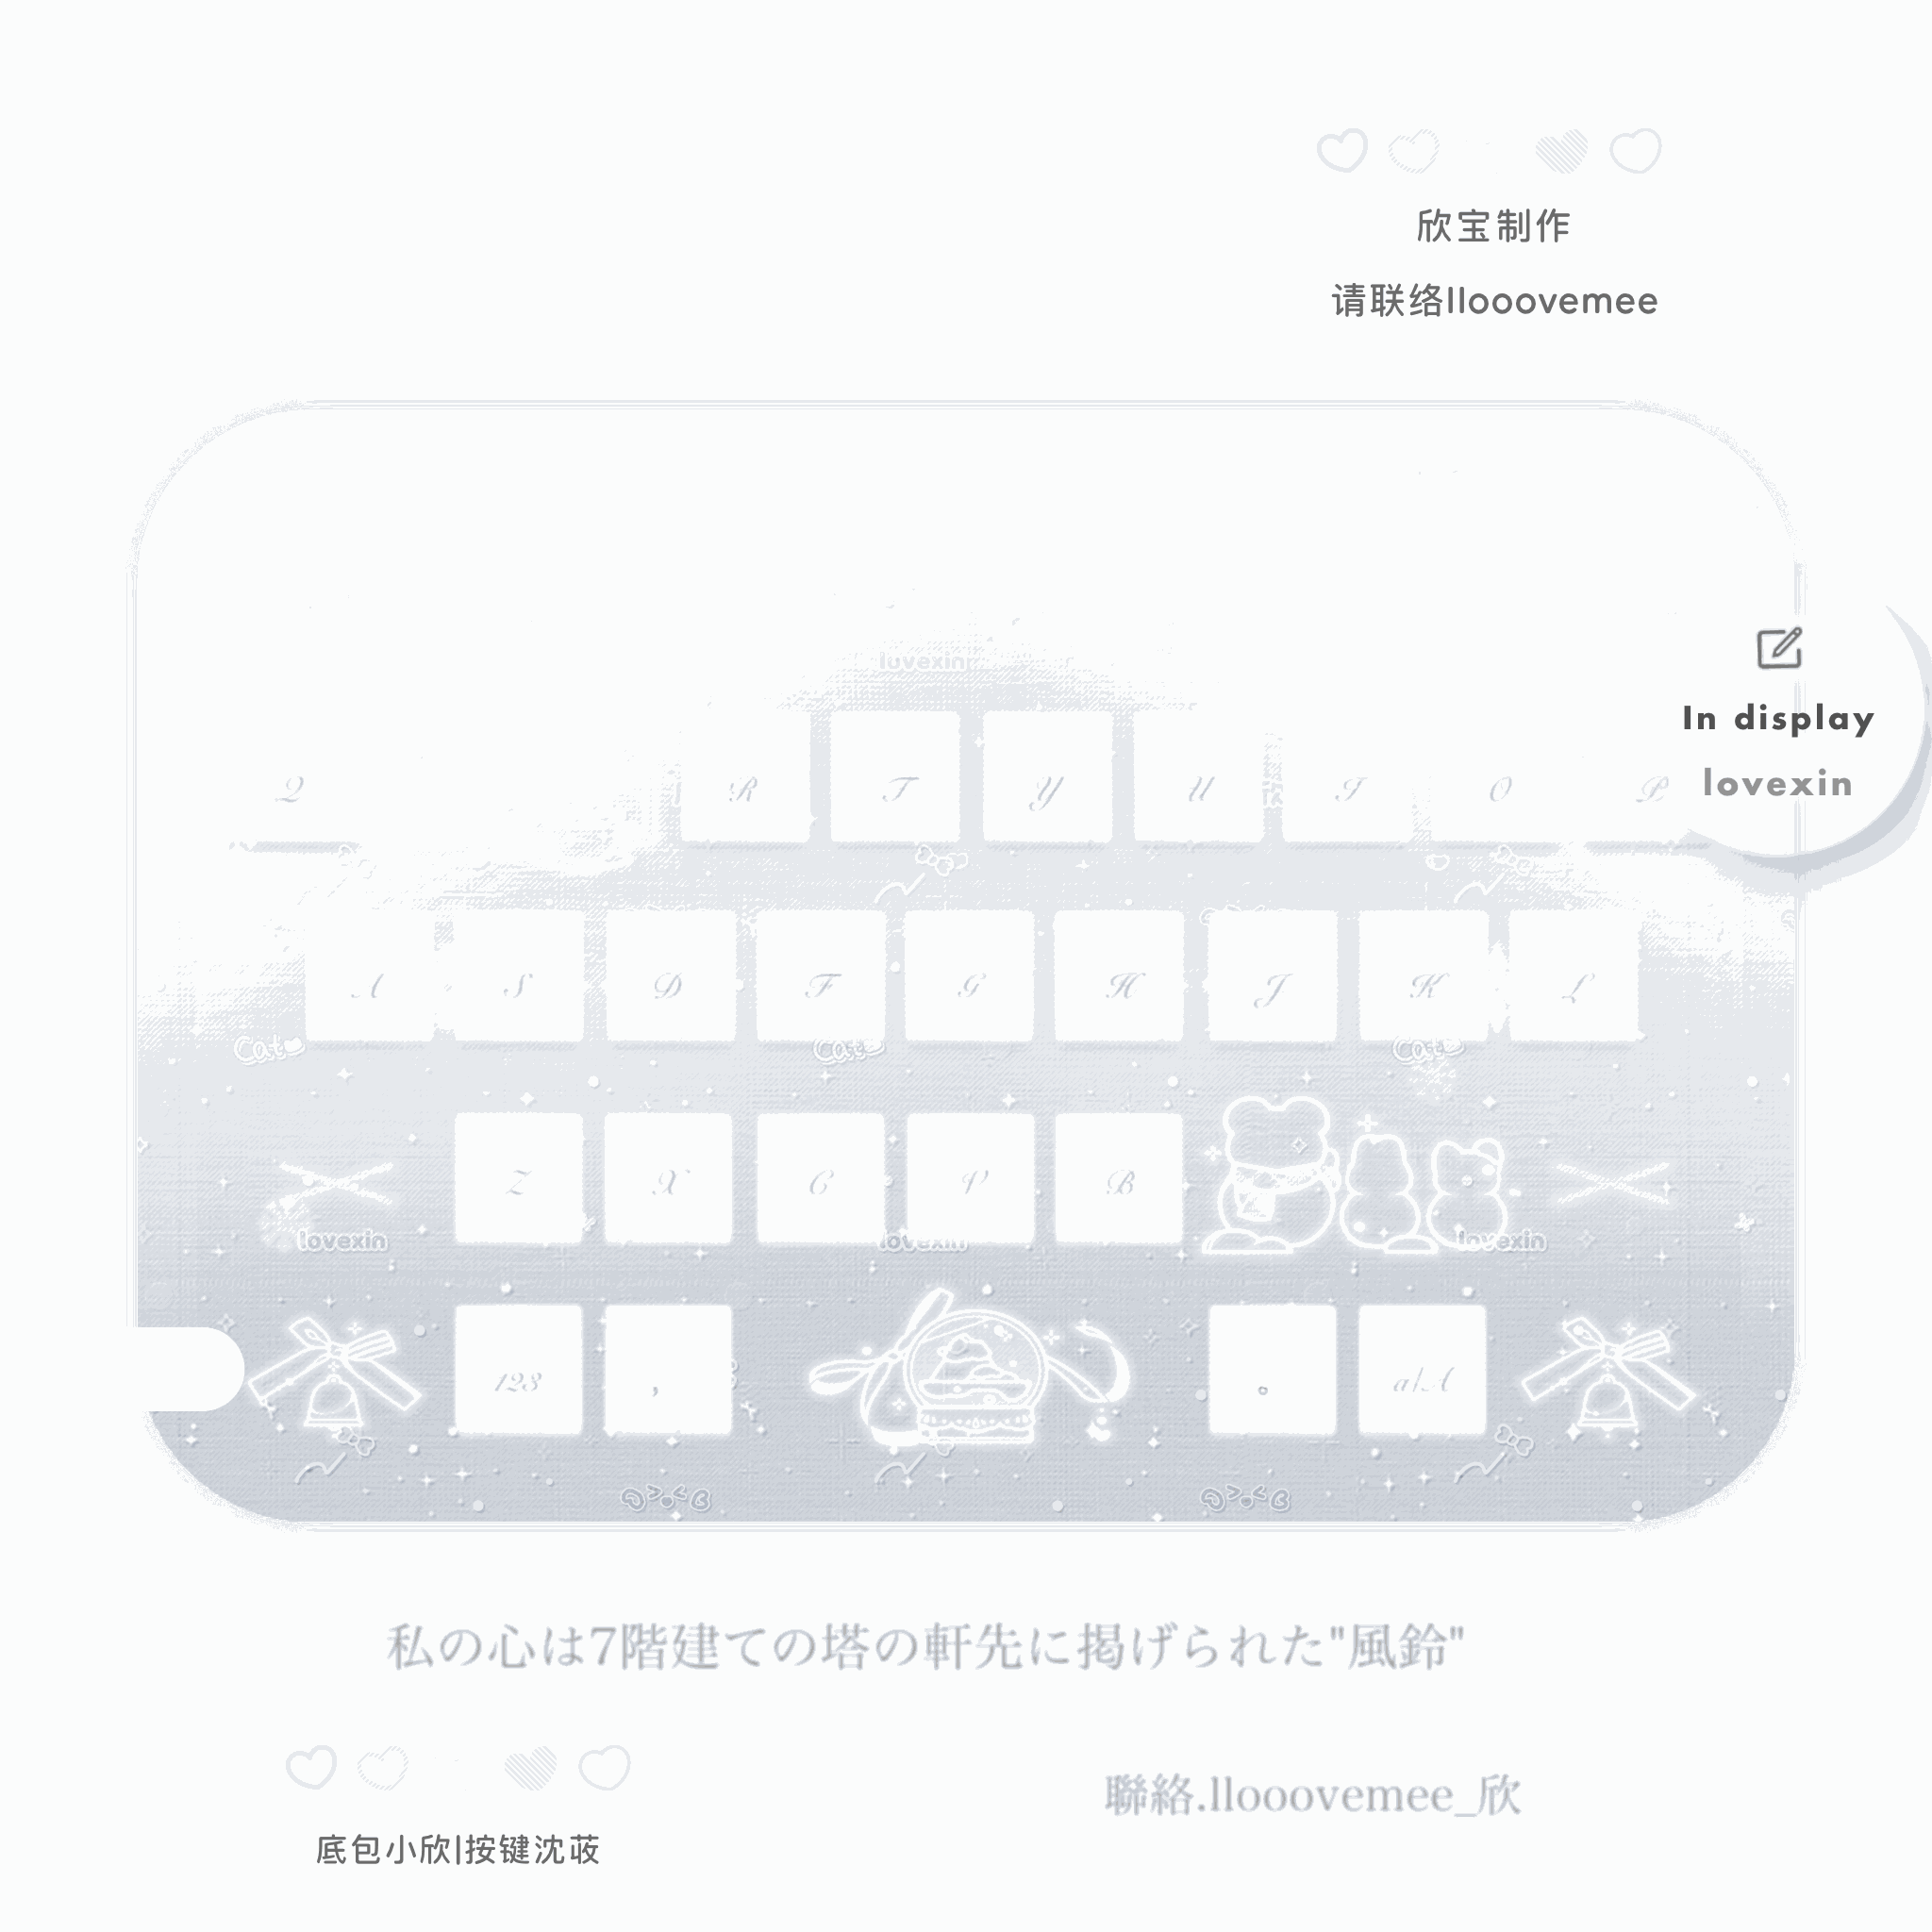 欣宝制作
请联络llooovemee
lovexin
In display
lovexin
Q R T Y U I O P
A S D F G H J K L
Cat Cat Cat
Z X C V B
lovexin lovexin lovexin
123 , 。 a/A
私の心は7階建ての塔の軒先に掲げられた"風鈴"
聯絡.llooovemee_欣
底包小欣|按键沈荍